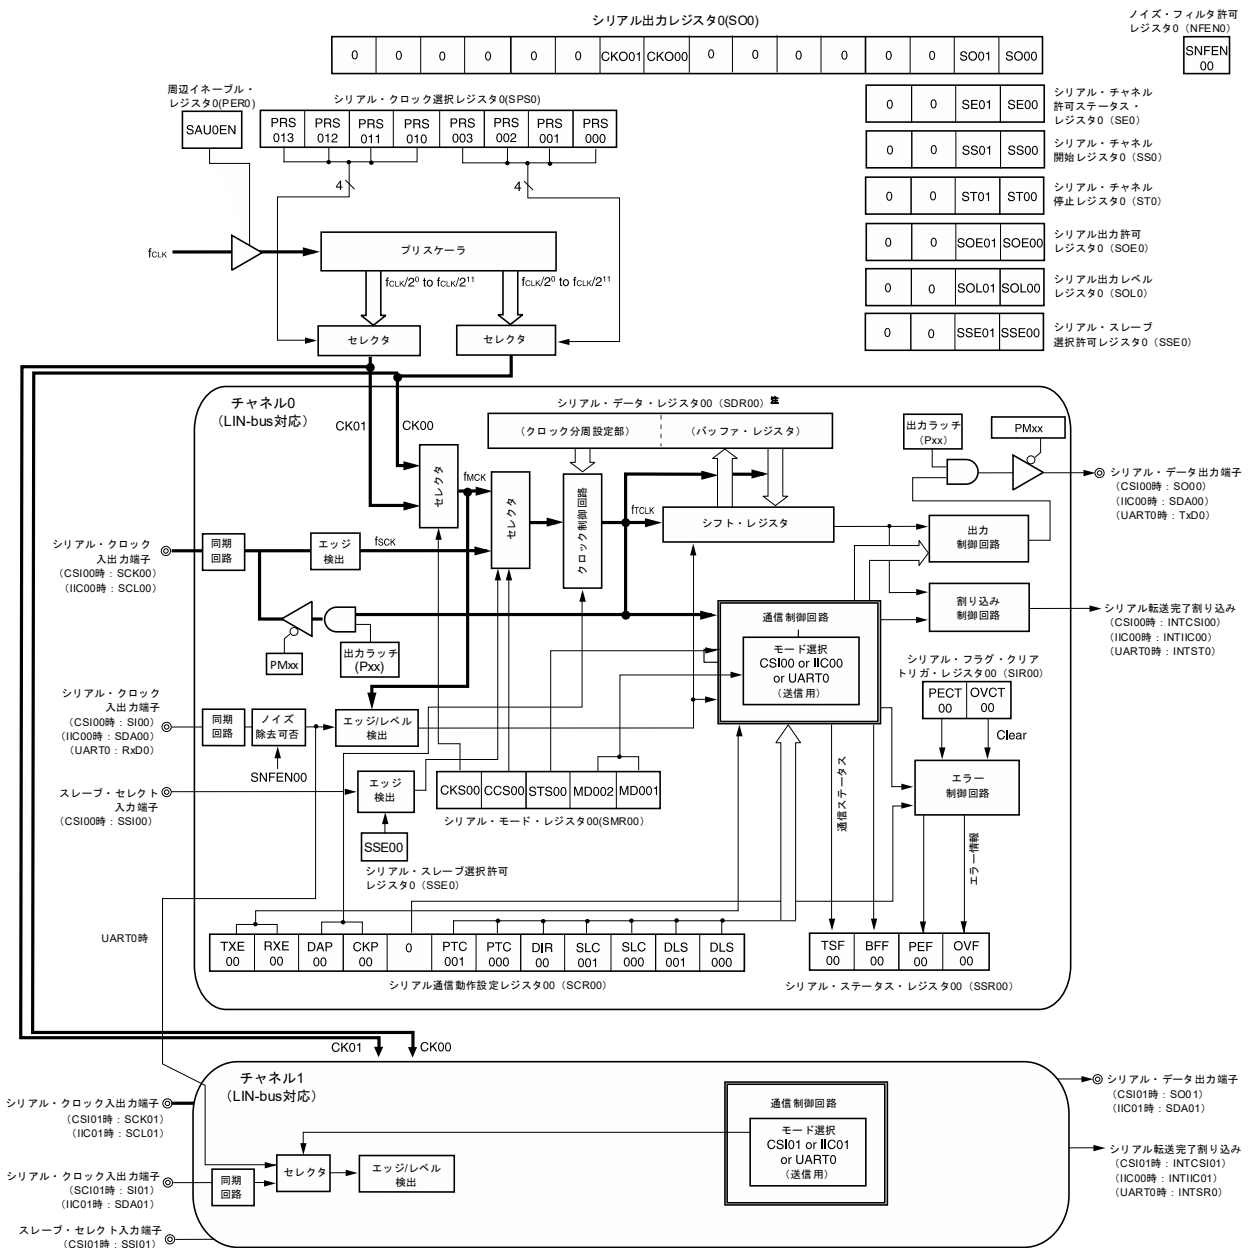 シリアル出力レジスタ0(SO0)
0 0 0 0 0 0 CKO01 CKO00 0 0 0 0 0 0 SO01 SO00
ノイズ・フィルタ許可
レジスタ0 (NFEN0)
SNFEN
00
周辺イネーブル・
レジスタ0(PER0)
SAU0EN
シリアル・クロック選択レジスタ0(SPS0)
PRS PRS PRS PRS PRS PRS PRS PRS
013 012 011 010 003 002 001 000
4
4
0 0 SE01 SE00
シリアル・チャネル
許可ステータス・
レジスタ0（SE0）
0 0 SS01 SS00
シリアル・チャネル
開始レジスタ0（SS0）
0 0 ST01 ST00
シリアル・チャネル
停止レジスタ0（ST0）
0 0 SOE01 SOE00
シリアル出力許可
レジスタ0（SOE0）
0 0 SOL01 SOL00
シリアル出力レベル
レジスタ0（SOL0）
0 0 SSE01 SSE00
シリアル・スレーブ
選択許可レジスタ0（SSE0）
fCLK
プリスケーラ
fCLK/2⁰ to fCLK/2¹¹
fCLK/2⁰ to fCLK/2¹¹
セレクタ
セレクタ
チャネル0
（LIN-bus対応）
CK01
CK00
シリアル・データ・レジスタ00（SDR00）注
（クロック分周設定部）
（バッファ・レジスタ）
セレクタ
fMCK
セレクタ
クロック制御回路
fTCLK
シフト・レジスタ
出力ラッチ
（Pxx）
PMxx
シリアル・データ出力端子
（CSI00時：SO00）
（IIC00時：SDA00）
（UART0時：TxD0）
シリアル・クロック
入出力端子
（CSI00時：SCK00）
（IIC00時：SCL00）
同期
回路
エッジ
検出
fSCK
出力
制御回路
割り込み
制御回路
シリアル転送完了割り込み
（CSI00時：INTCSI00）
（IIC00時：INTIIC00）
（UART0時：INTST0）
PMxx
出力ラッチ
(Pxx)
通信制御回路
モード選択
CSI00 or IIC00
or UART0
（送信用）
シリアル・フラグ・クリア
トリガ・レジスタ00（SIR00）
PECT OVCT
00 00
Clear
シリアル・クロック
入出力端子
（CSI00時：SI00）
（IIC00時：SDA00）
（UART0：RxD0）
同期
回路
ノイズ
除去可否
SNFEN00
エッジ/レベル
検出
エラー
制御回路
スレーブ・セレクト
入力端子
（CSI00時：SSI00）
エッジ
検出
SSE00
シリアル・スレーブ選択許可
レジスタ0（SSE0）
CKS00 CCS00 STS00 MD002 MD001
シリアル・モード・レジスタ00(SMR00)
通信ステータス
エラー情報
UART0時
TXE RXE DAP CKP 0 PTC PTC DIR SLC SLC DLS DLS
00 00 00 00 001 000 00 001 000 001 000
シリアル通信動作設定レジスタ00（SCR00）
TSF BFF PEF OVF
00 00 00 00
シリアル・ステータス・レジスタ00（SSR00）
CK01
CK00
チャネル1
（LIN-bus対応）
シリアル・クロック入出力端子
（CSI01時：SCK01）
（IIC01時：SCL01）
シリアル・クロック入出力端子
（SCI01時：SI01）
（IIC01時：SDA01）
同期
回路
セレクタ
エッジ/レベル
検出
通信制御回路
モード選択
CSI01 or IIC01
or UART0
（送信用）
シリアル・データ出力端子
（CSI01時：SO01）
（IIC01時：SDA01）
シリアル転送完了割り込み
（CSI01時：INTCSI01）
（IIC00時：INTIIC01）
（UART0時：INTSR0）
スレーブ・セレクト入力端子
（CSI01時：SSI01）